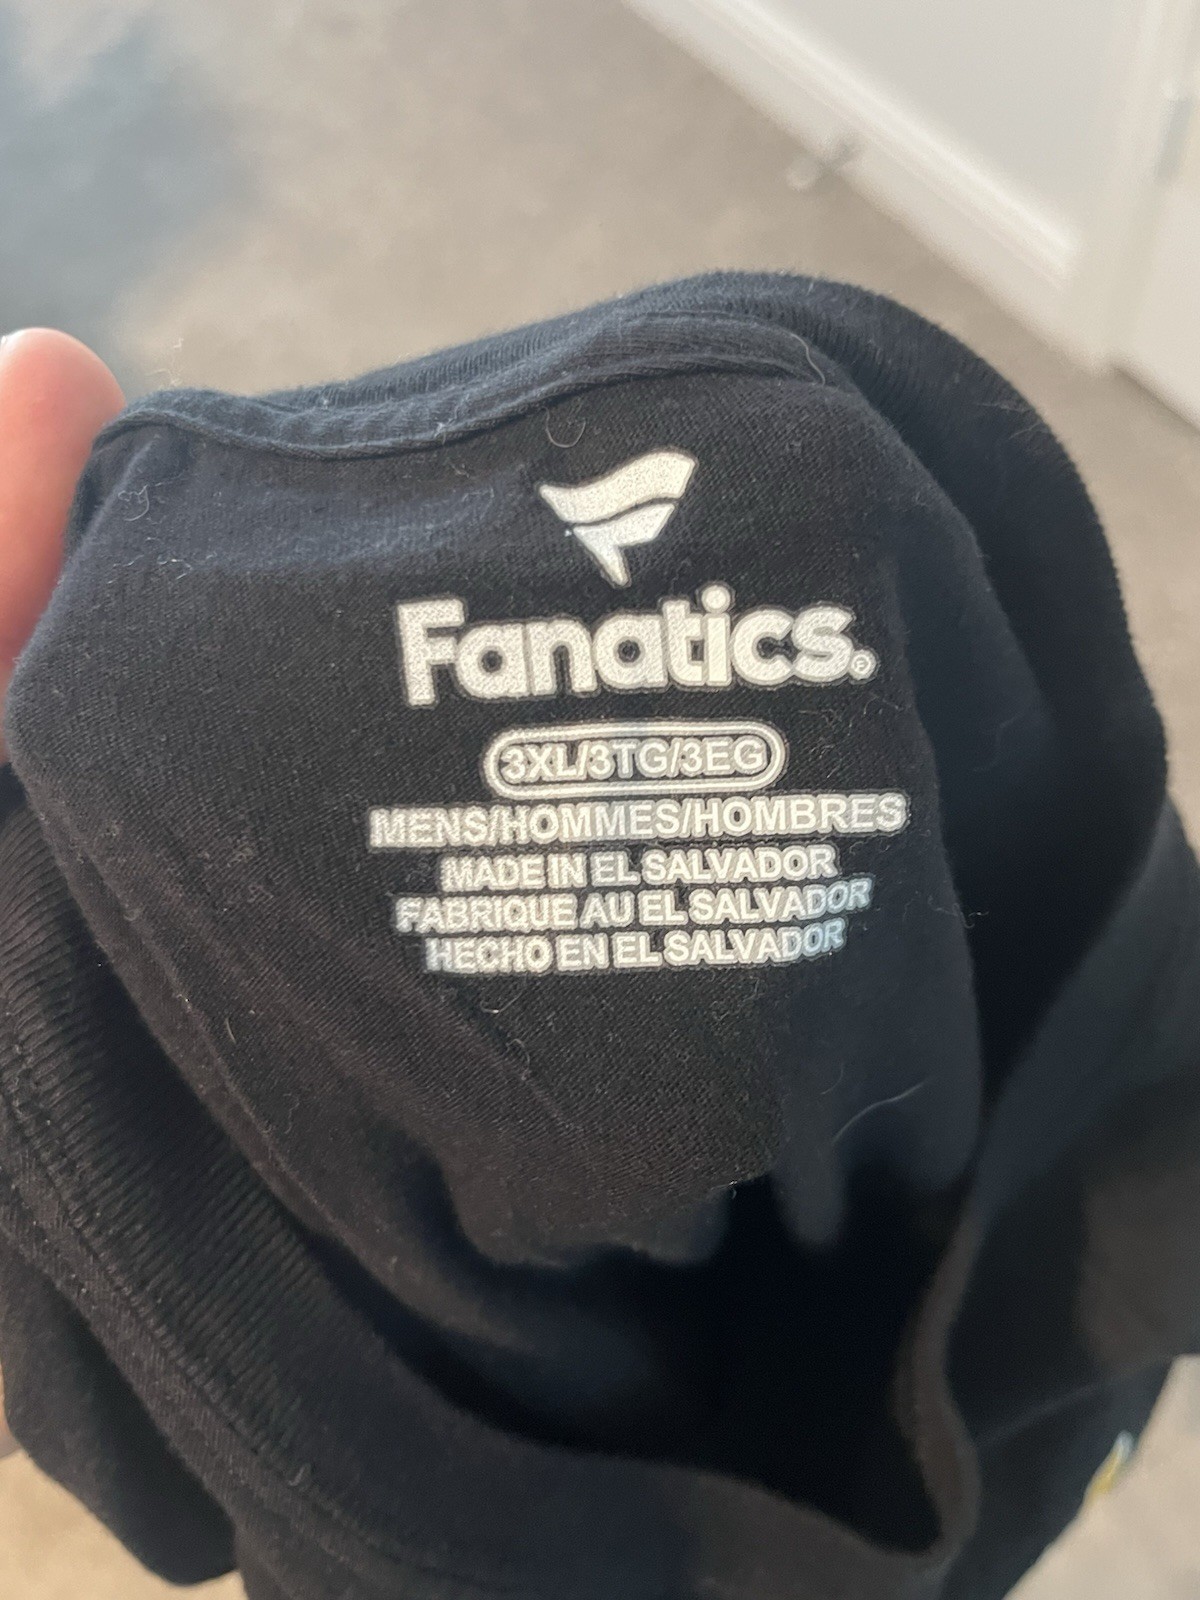 Fanatics.®
3XL/3TG/3EG
MENS/HOMMES/HOMBRES
MADE IN EL SALVADOR
FABRIQUE AU EL SALVADOR
HECHO EN EL SALVADOR